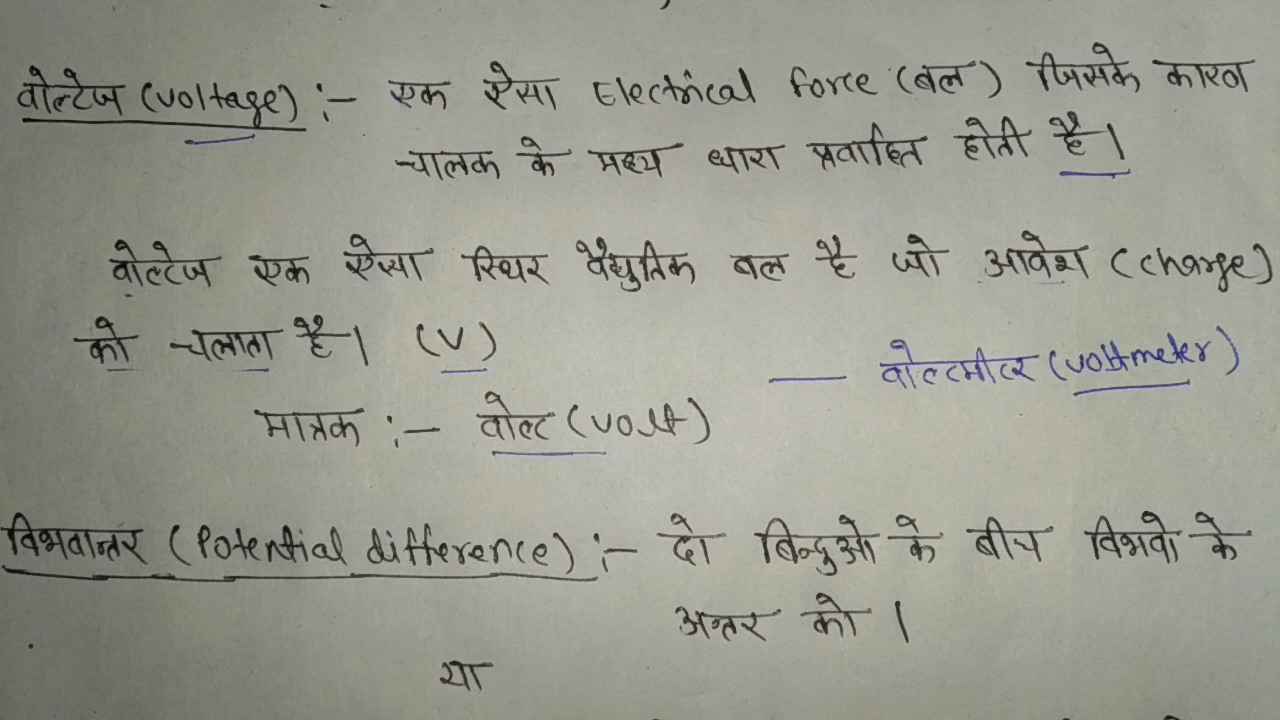 वोल्टेज (voltage) :- एक ऐसा Electrical force (बल) जिसके कारण
चालक के मध्य धारा प्रवाहित होती है।
वोल्टेज एक ऐसा स्थिर वैद्युतिक बल है जो आवेश (charge)
को चलाता है। (V)
— वोल्टमीटर (voltmeter)
मात्रक :- वोल्ट (volt)
विभवान्तर (Potential difference) :- दो बिन्दुओ के बीच विभवो के
अन्तर को ।
या